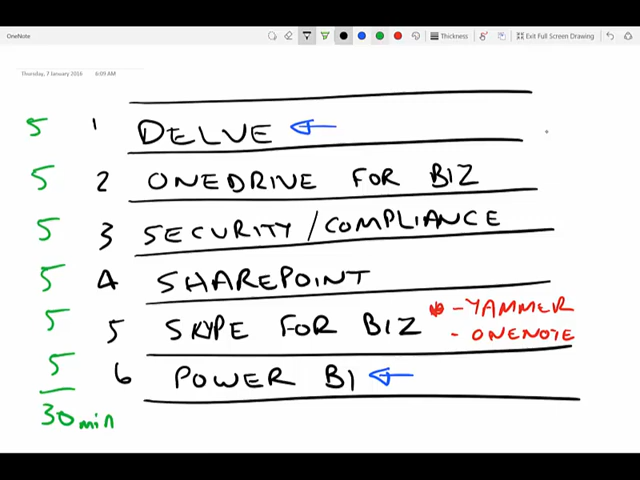 OneNote
Thickness
Exit Full Screen Drawing
Thursday, 7 January 2016 6:09 AM
5 1 DELVE
5 2 ONEDRIVE FOR BIZ
5 3 SECURITY/COMPLIANCE
5 4 SHAREPOINT
5 5 SKYPE FOR BIZ
- YAMMER
- ONENOTE
5 6 POWER BI
30 min